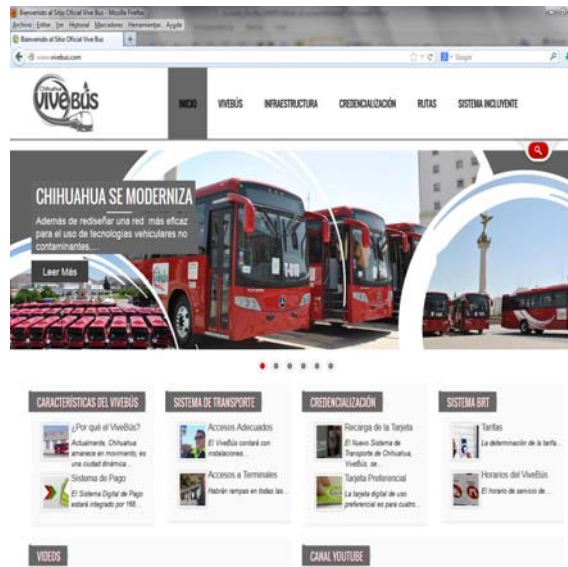 Bienvenido al Sitio Oficial Vive Bus - Mozilla Firefox
Archivo Editar Ver Historial Marcadores Herramientas Ayuda
Bienvenido al Sitio Oficial Vive Bus
www.vivebus.com
Google
Chihuahua
VIVEBÚS
INICIO VIVEBÚS INFRAESTRUCTURA CREDENCIALIZACIÓN RUTAS SISTEMA INCLUYENTE
CHIHUAHUA SE MODERNIZA
Además de rediseñar una red más eficaz
para el uso de tecnologías vehiculares no
contaminantes,...
Leer Más
T-018
CARACTERÍSTICAS DEL VIVEBÚS
¿Por qué el ViveBús?
Actualmente, Chihuahua
amanece en movimiento, es
una ciudad dinámica...
Sistema de Pago
El Sistema Digital de Pago
estará integrado por 166...
SISTEMA DE TRANSPORTE
Accesos Adecuados
El ViveBús contará con
instalaciones...
Accesos a Terminales
Habrán rampas en todas las...
CREDENCIALIZACIÓN
Recarga de la Tarjeta
El Nuevo Sistema de
Transporte de Chihuahua,
ViveBús, se...
Tarjeta Preferencial
La tarjeta digital de uso
preferencial es para cuatro...
SISTEMA BRT
Tarifas
La determinación de la tarifa...
Horarios del ViveBús
El horario de servicio de...
VIDEOS
CANAL YOUTUBE